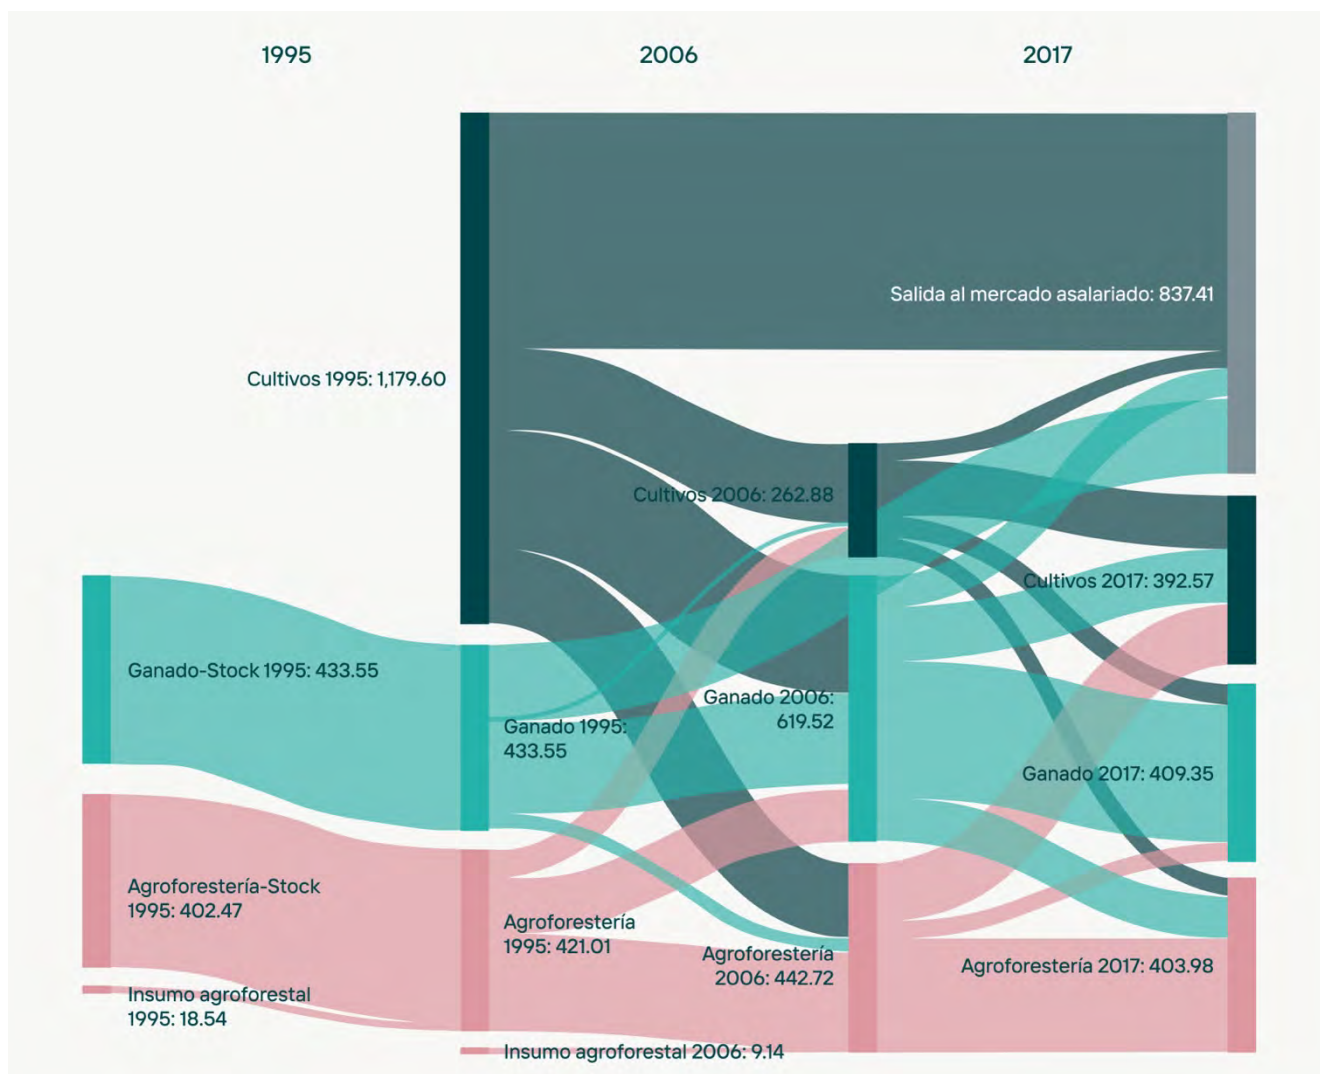 1995
2006
2017
Salida al mercado asalariado: 837.41
Cultivos 1995: 1,179.60
Cultivos 2006: 262.88
Cultivos 2017: 392.57
Ganado-Stock 1995: 433.55
Ganado 1995:
433.55
Ganado 2006:
619.52
Ganado 2017: 409.35
Agroforestería-Stock
1995: 402.47
Agroforestería
1995: 421.01
Agroforestería
2006: 442.72
Agroforestería 2017: 403.98
Insumo agroforestal
1995: 18.54
Insumo agroforestal 2006: 9.14